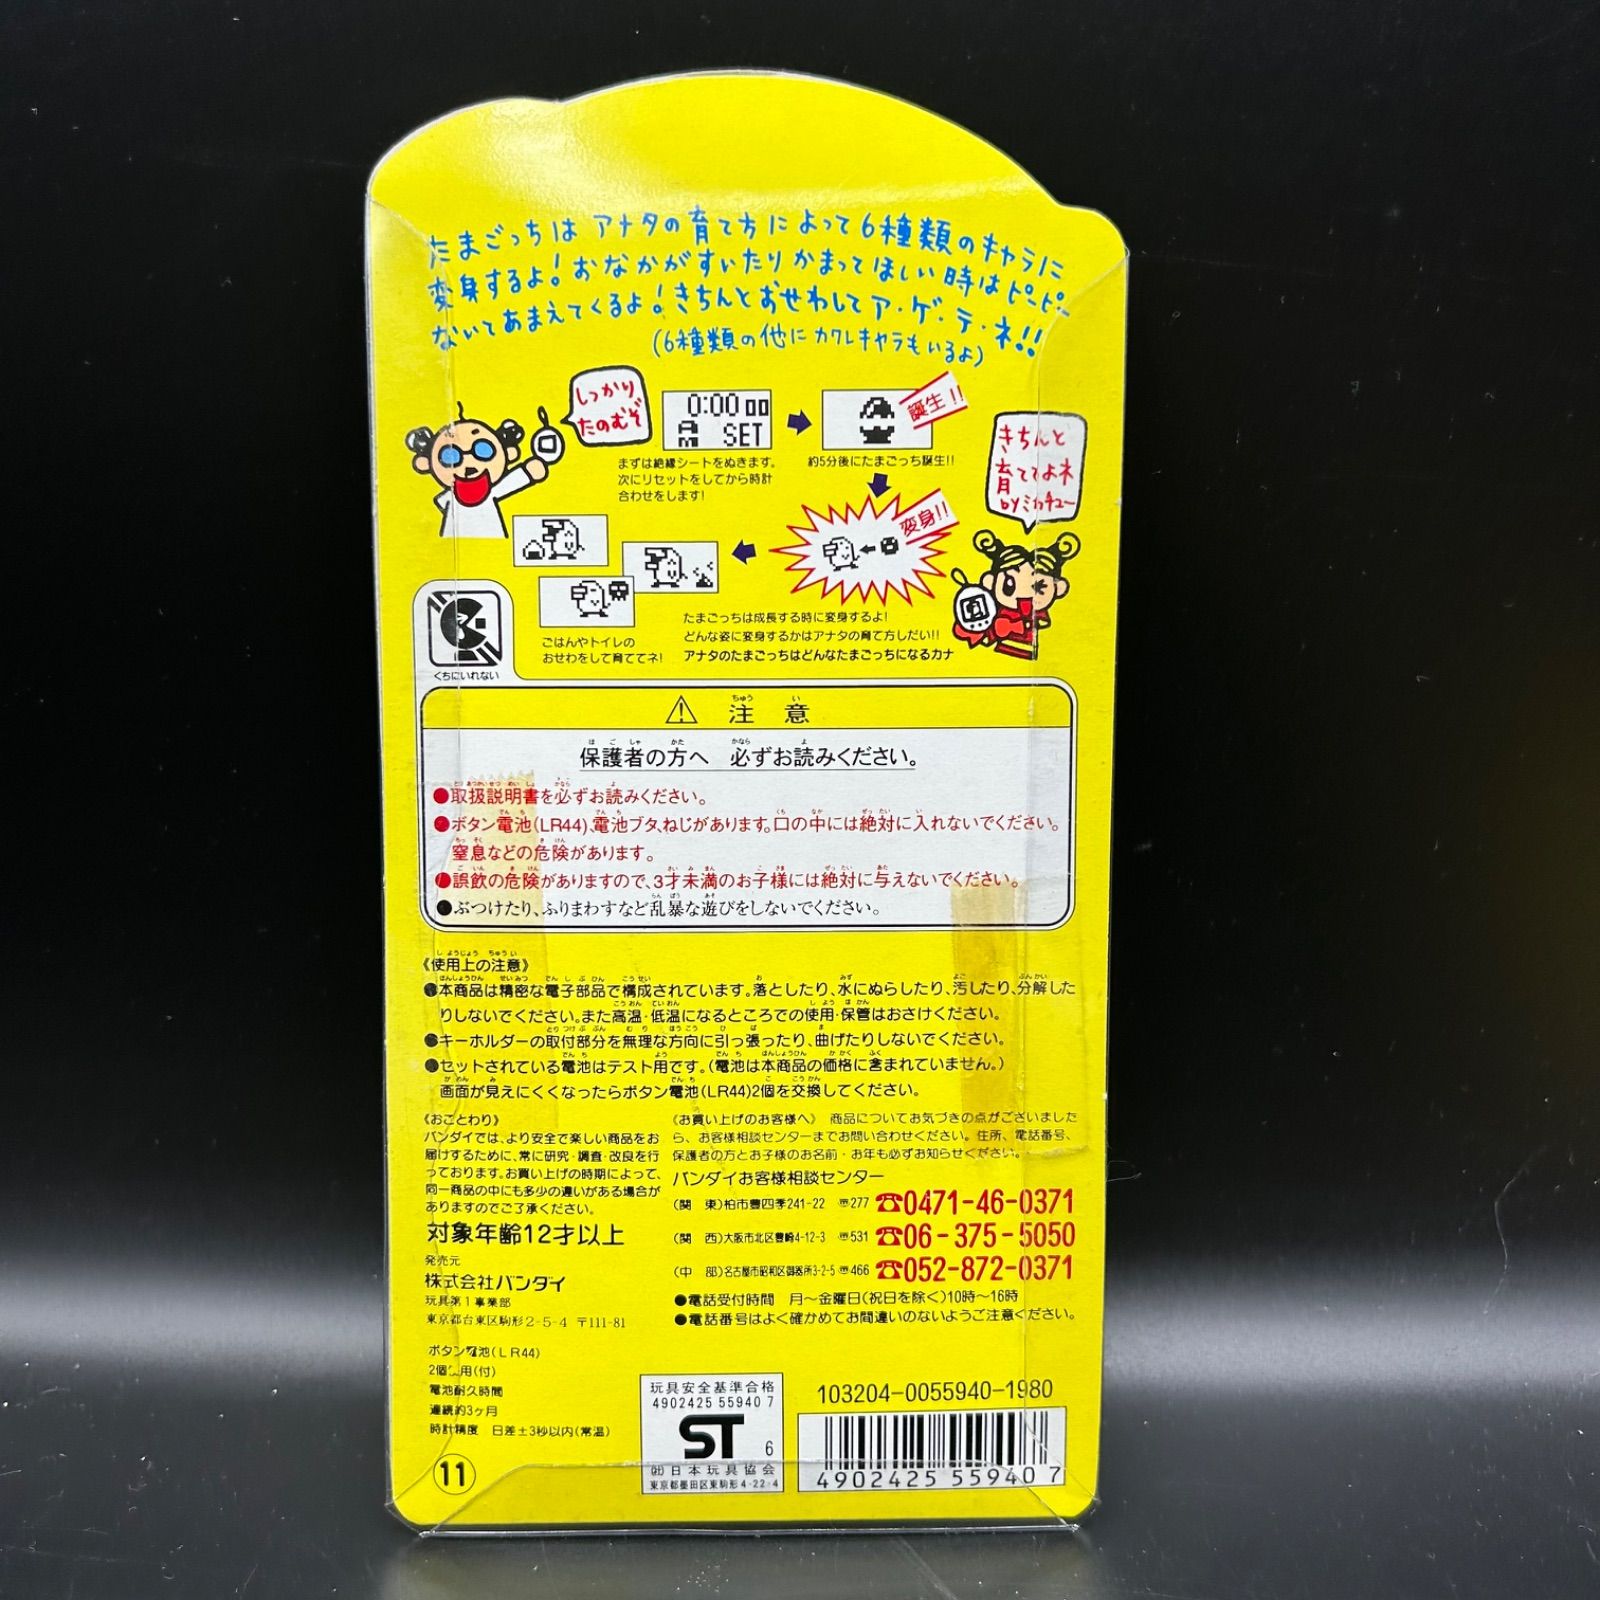 たまごっちは アナタの育て方によって6種類のキャラに
変身するよ!おなかがすいたりかまってほしい時はピーピー
ないてあまえてくるよ!きちんとおせわしてア・ゲ・テ・ネ!!
(6種類の他にカクレキャラもいるよ)
しっかり
たのむぞ
0:00 00
AM SET
まずは絶縁シートをぬきます。
次にリセットをしてから時計
合わせをします!
誕生!!
約5分後にたまごっち誕生!!
きちんと
育ててよネ
byミカチュー
変身!!
ごはんやトイレの
おせわをして育ててネ!
たまごっちは成長する時に変身するよ!
どんな姿に変身するかはアナタの育て方しだい!!
アナタのたまごっちはどんなたまごっちになるカナ
くちにいれない
注意
保護者の方へ 必ずお読みください。
●取扱説明書を必ずお読みください。
●ボタン電池(LR44)、電池ブタ、ねじがあります。口の中には絶対に入れないでください。
窒息などの危険があります。
●誤飲の危険がありますので、3才未満のお子様には絶対に与えないでください。
●ぶつけたり、ふりまわすなど乱暴な遊びをしないでください。
《使用上の注意》
●本商品は精密な電子部品で構成されています。落としたり、水にぬらしたり、汚したり、分解した
りしないでください。また高温・低温になるところでの使用・保管はおさけください。
●キーホルダーの取付部分を無理な方向に引っ張ったり、曲げたりしないでください。
●セットされている電池はテスト用です。(電池は本商品の価格に含まれていません。)
画面が見えにくくなったらボタン電池(LR44)2個を交換してください。
《おことわり》
バンダイでは、より安全で楽しい商品をお
届けするために、常に研究・調査・改良を行
っております。お買い上げの時期によって、
同一商品の中にも多少の違いがある場合が
ありますのでご了承ください。
対象年齢12才以上
発売元
株式会社バンダイ
玩具第1事業部
東京都台東区駒形2-5-4 〒111-81
《お買い上げのお客様へ》 商品についてお気づきの点がございました
ら、お客様相談センターまでお問い合わせください。住所、電話番号、
保護者の方とお子様のお名前・お年も必ずお知らせください。
バンダイお客様相談センター
(関 東)柏市豊四季241-22 〒277 ☎0471-46-0371
(関 西)大阪市北区豊崎4-12-3 〒531 ☎06-375-5050
(中 部)名古屋市昭和区御器所3-2-5 〒466 ☎052-872-0371
●電話受付時間 月〜金曜日(祝日を除く)10時〜16時
●電話番号はよく確かめてお間違いのないようご注意ください。
ボタン電池(LR44)
2個使用(付)
電池耐久時間
連続約3ヶ月
時計精度 日差±3秒以内(常温)
11
玩具安全基準合格
4902425 55940 7
ST 6
㈳日本玩具協会
東京都墨田区東駒形4-22-4
103204-0055940-1980
4902425 559407